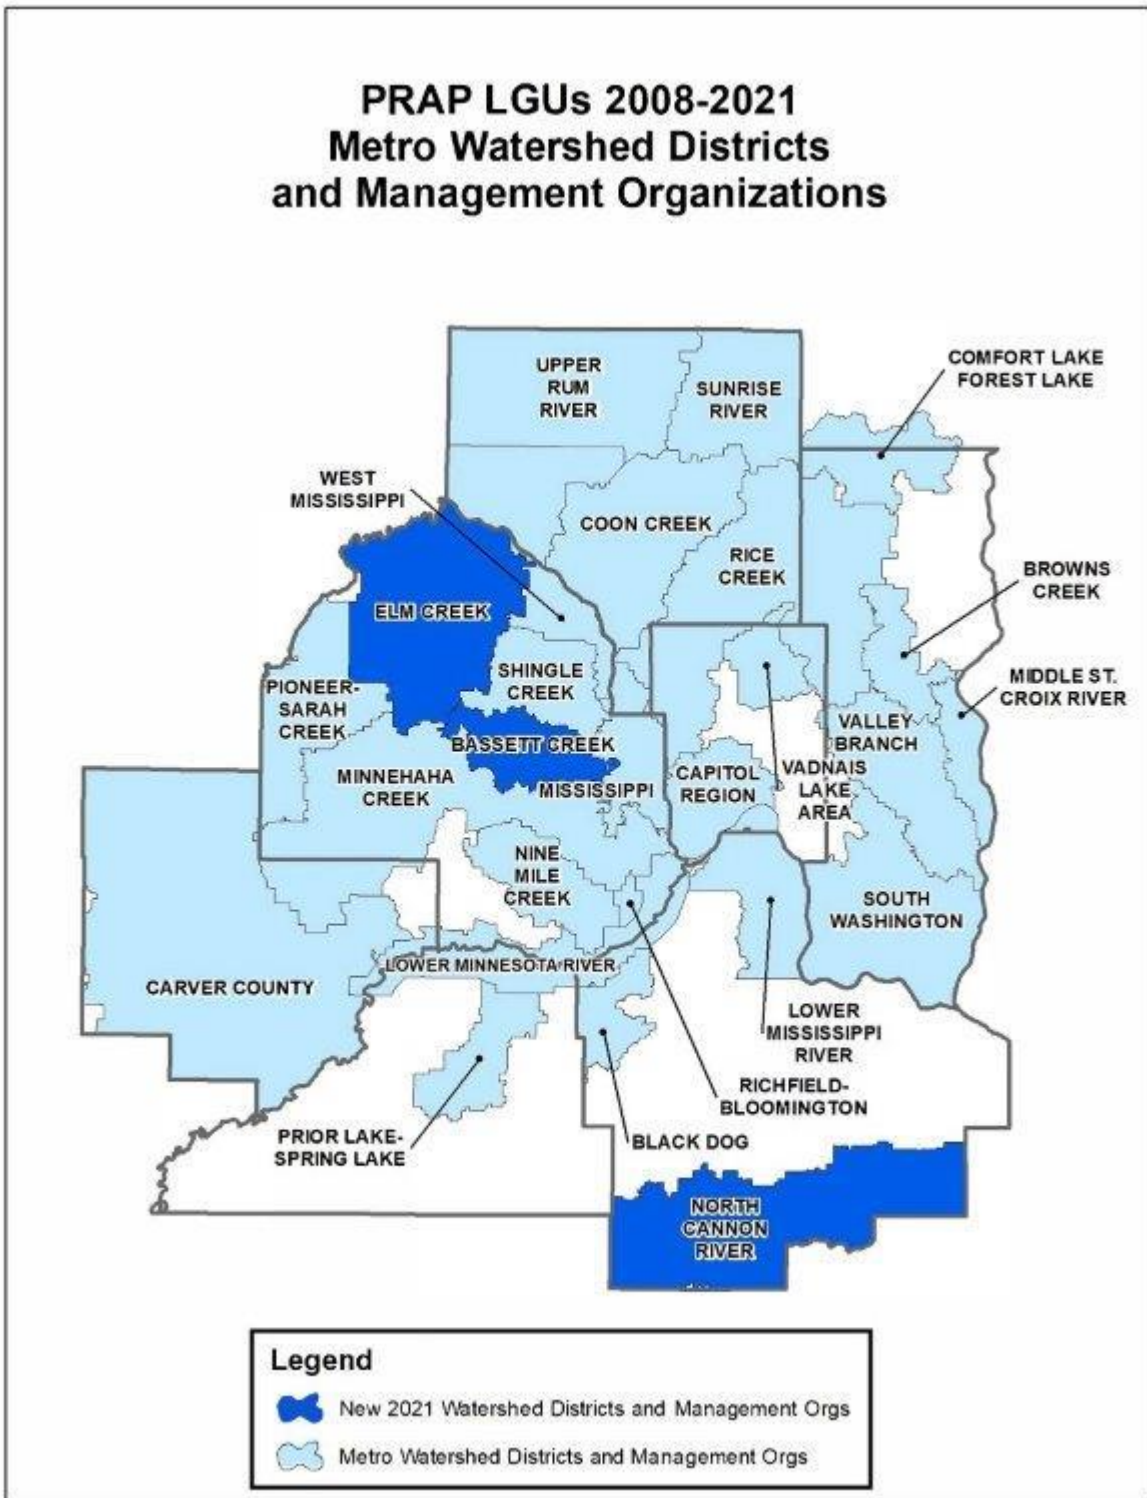 PRAP LGUs 2008-2021
Metro Watershed Districts
and Management Organizations
COMFORT LAKE
FOREST LAKE
UPPER
RUM
RIVER
SUNRISE
RIVER
WEST
MISSISSIPPI
COON CREEK
RICE
CREEK
BROWNS
CREEK
ELM CREEK
SHINGLE
CREEK
PIONEER-
SARAH
CREEK
MIDDLE ST.
CROIX RIVER
VALLEY
BRANCH
BASSETT CREEK
MINNEHAHA
CREEK
MISSISSIPPI
CAPITOL
REGION
VADNAIS
LAKE
AREA
NINE
MILE
CREEK
SOUTH
WASHINGTON
LOWER MINNESOTA RIVER
CARVER COUNTY
LOWER
MISSISSIPPI
RIVER
RICHFIELD-
BLOOMINGTON
PRIOR LAKE-
SPRING LAKE
BLACK DOG
NORTH
CANNON
RIVER
Legend
New 2021 Watershed Districts and Management Orgs
Metro Watershed Districts and Management Orgs